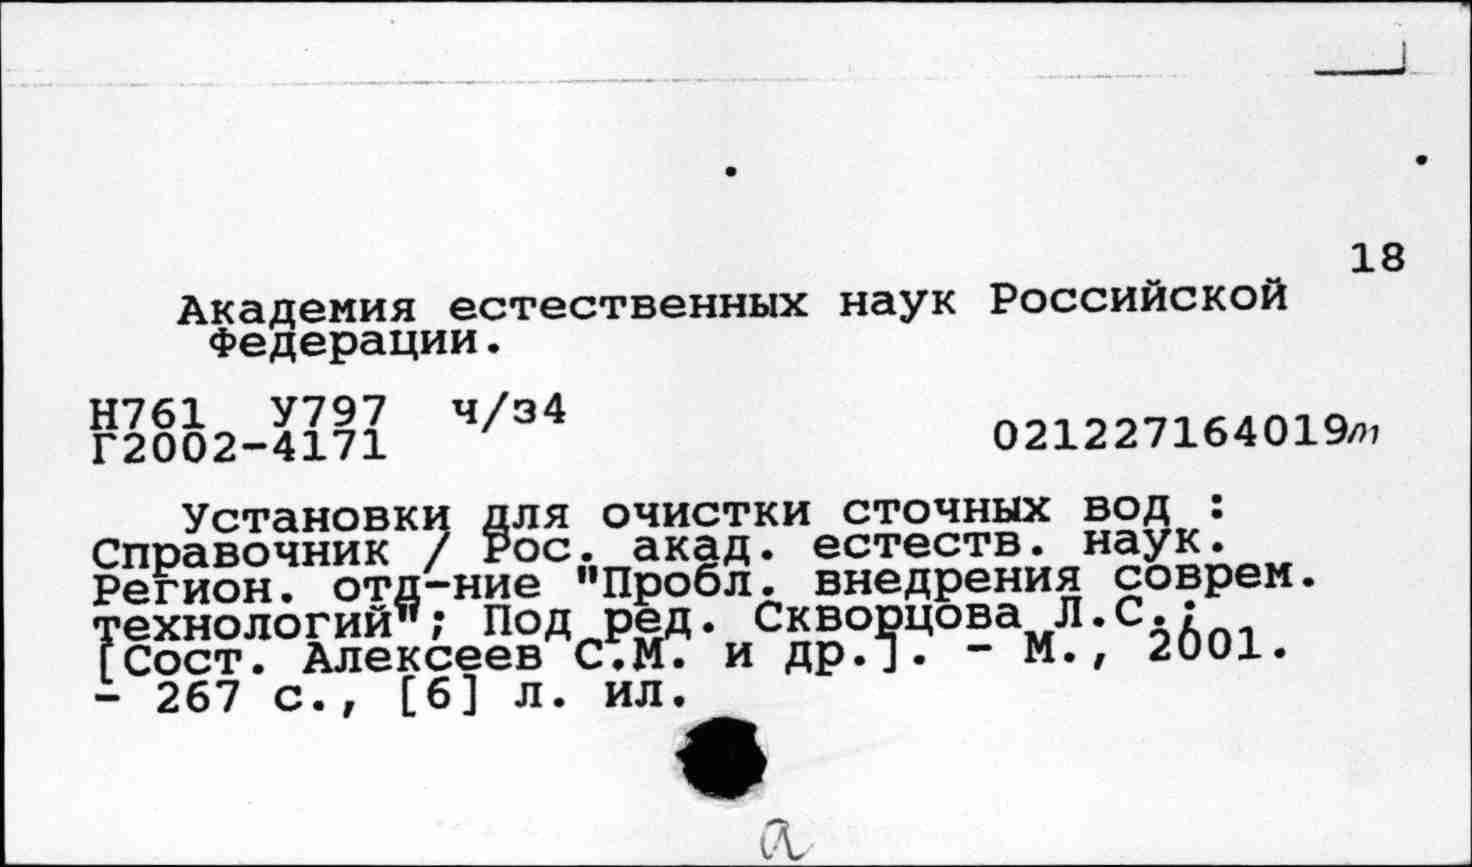 18
Академия естественных наук Российской
Федерации.
Н761 У797 ч/з4
Г2002-4171
021227164019
Установки для очистки сточных вод :
Справочник / Рос. акад. естеств. наук.
Регион. отд-ние "Пробл. внедрения соврем.
технологий"; Под ред. Скворцова Л.С.;
[Сост. Алексеев С.М. и др.]. - М., 2001.
- 267 с., [6] л. ил.